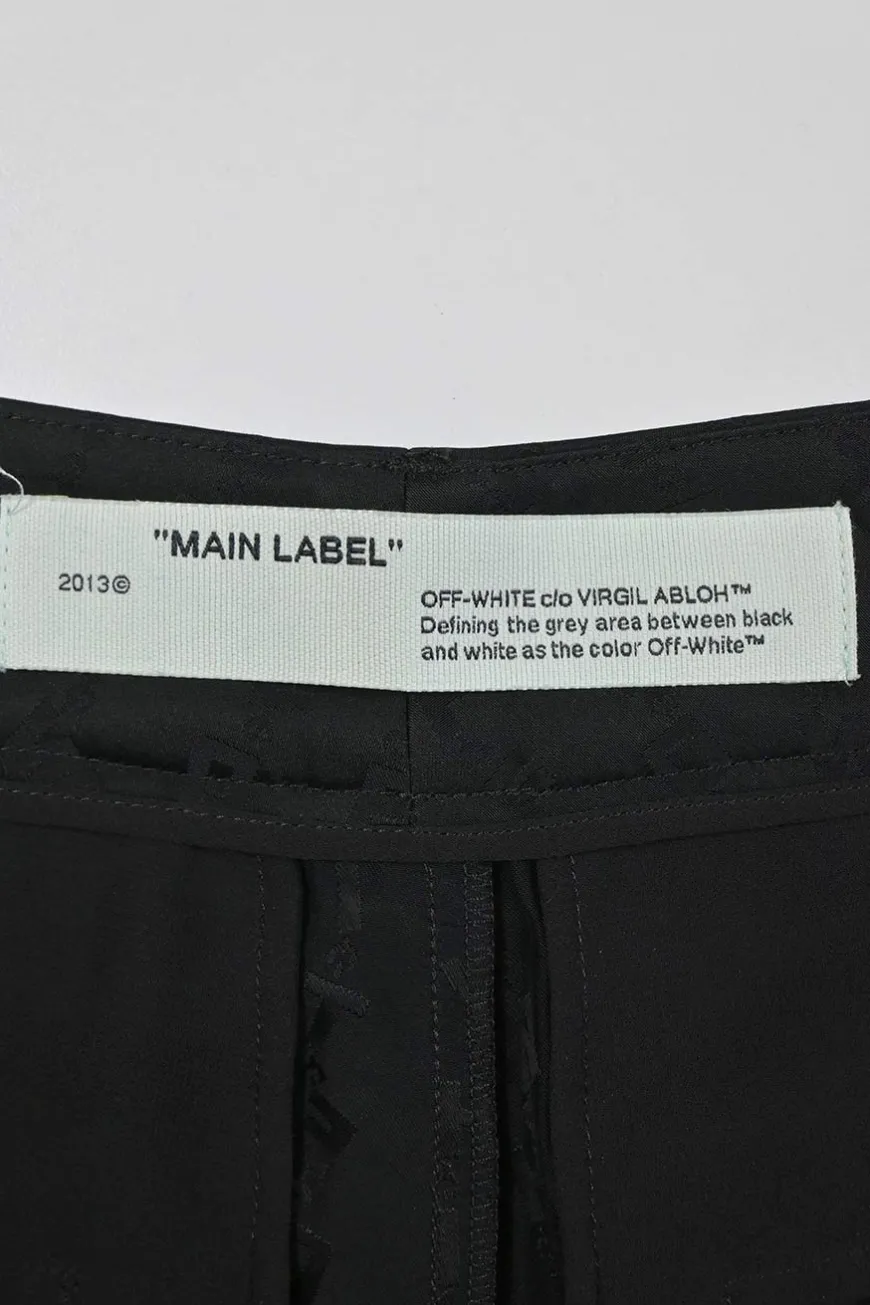 "MAIN LABEL"
2013©
OFF-WHITE c/o VIRGIL ABLOH™
Defining the grey area between black
and white as the color Off-White™